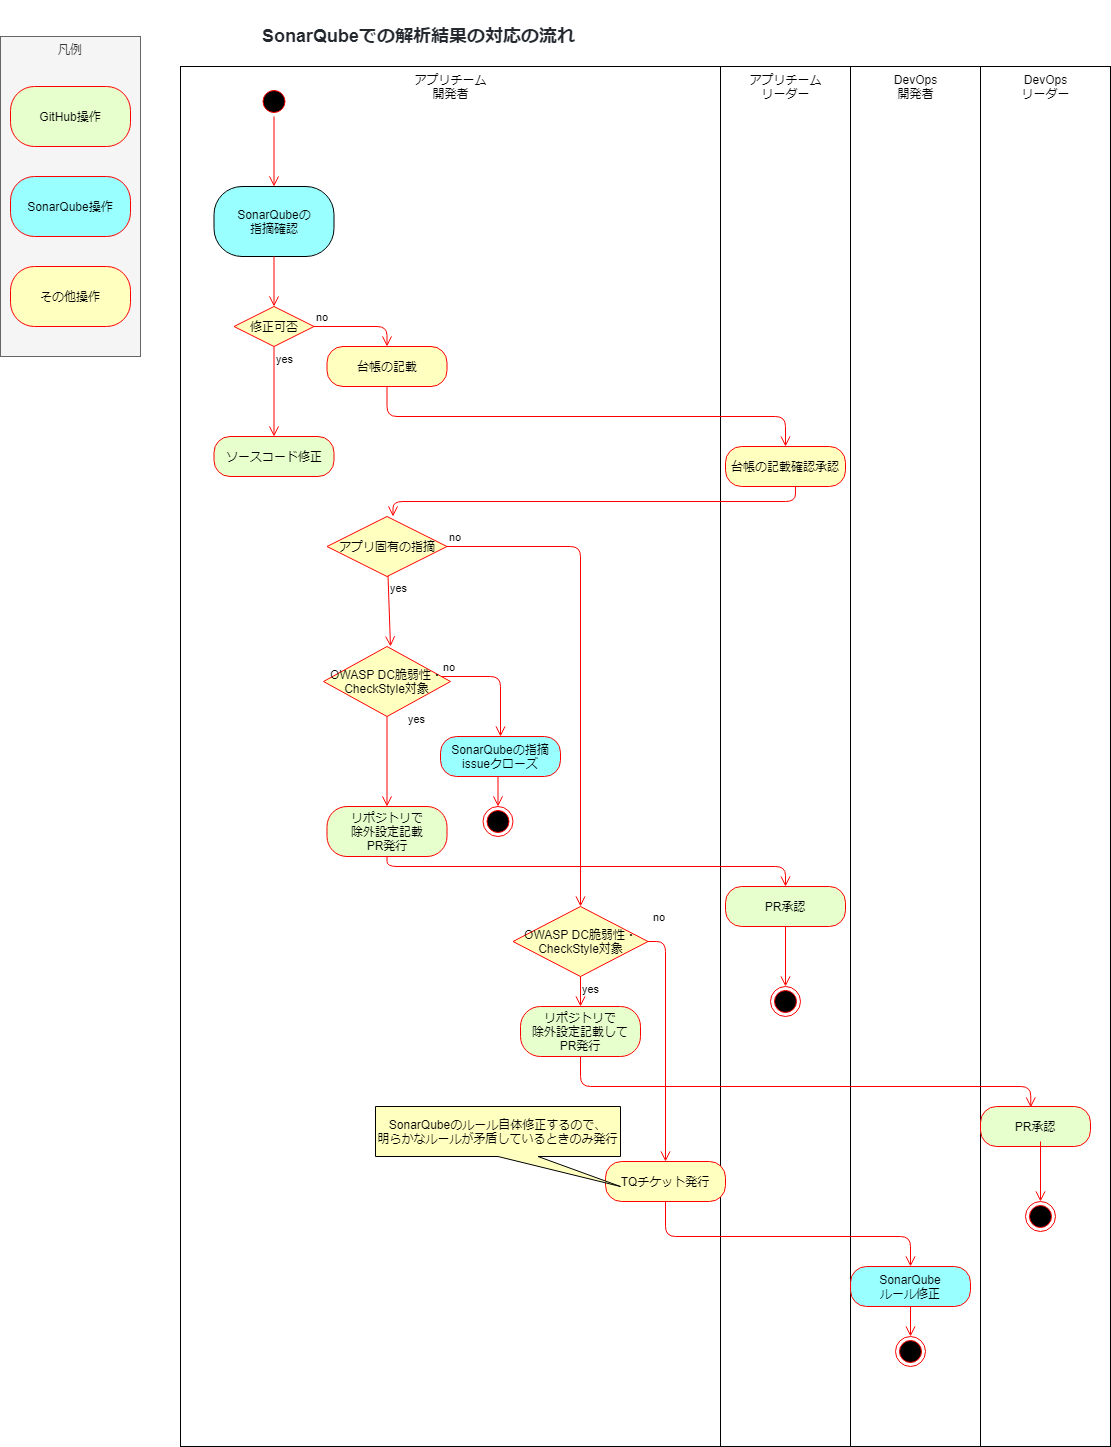 SonarQubeでの解析結果の対応の流れ
凡例
GitHub操作
SonarQube操作
その他操作
アプリチーム
開発者
アプリチーム
リーダー
DevOps
開発者
DevOps
リーダー
SonarQubeの
指摘確認
修正可否
no
yes
台帳の記載
ソースコード修正
台帳の記載確認承認
アプリ固有の指摘
no
yes
OWASP DC脆弱性・
CheckStyle対象
no
yes
SonarQubeの指摘
issueクローズ
リポジトリで
除外設定記載
PR発行
PR承認
OWASP DC脆弱性・
CheckStyle対象
no
yes
リポジトリで
除外設定記載して
PR発行
PR承認
SonarQubeのルール自体修正するので、
明らかなルールが矛盾しているときのみ発行
TQチケット発行
SonarQube
ルール修正